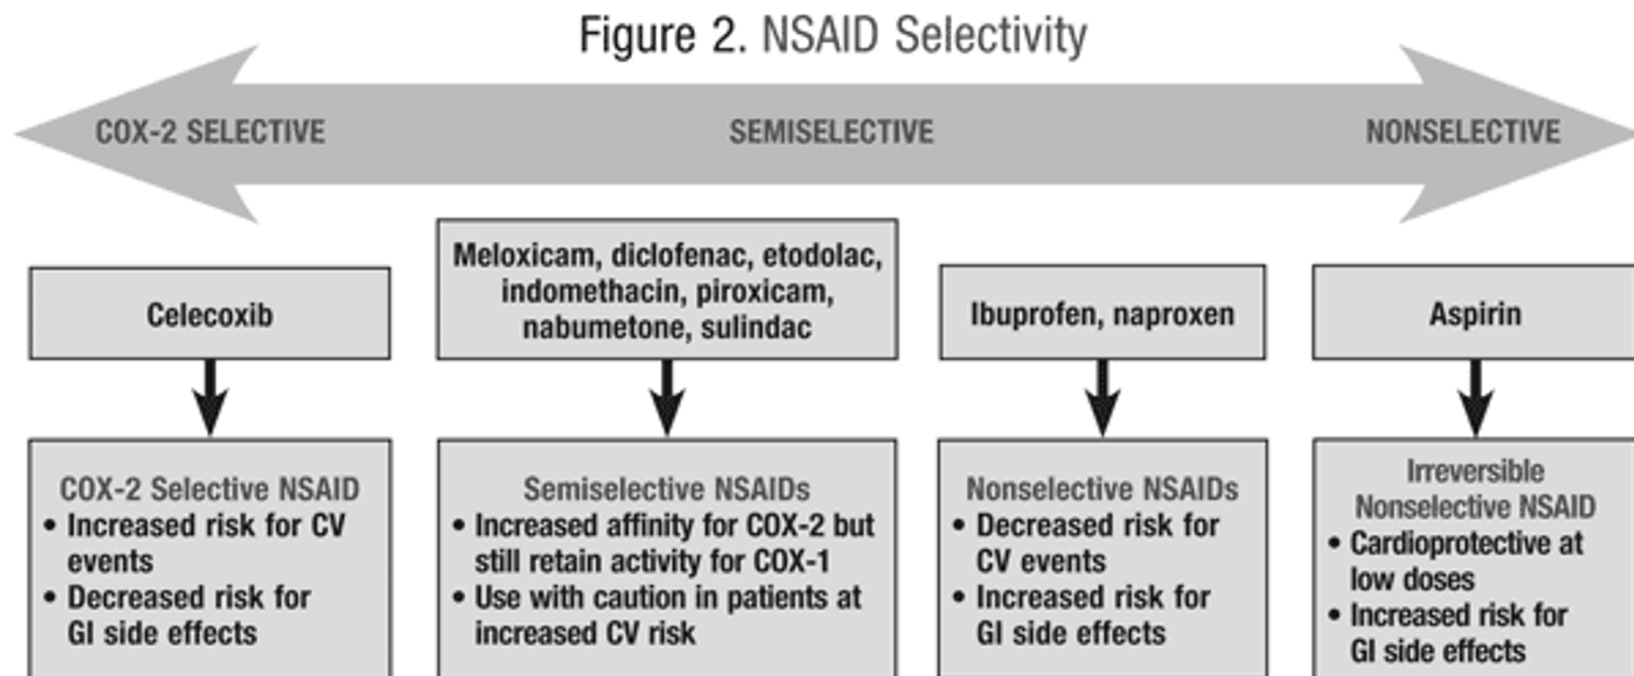 Figure 2. NSAID Selectivity
COX-2 SELECTIVE
SEMISELECTIVE
NONSELECTIVE
Celecoxib
Meloxicam, diclofenac, etodolac,
indomethacin, piroxicam,
nabumetone, sulindac
Ibuprofen, naproxen
Aspirin
COX-2 Selective NSAID
• Increased risk for CV
events
• Decreased risk for
GI side effects
Semiselective NSAIDs
• Increased affinity for COX-2 but
still retain activity for COX-1
• Use with caution in patients at
increased CV risk
Nonselective NSAIDs
• Decreased risk for
CV events
• Increased risk for
GI side effects
Irreversible
Nonselective NSAID
• Cardioprotective at
low doses
• Increased risk for
GI side effects